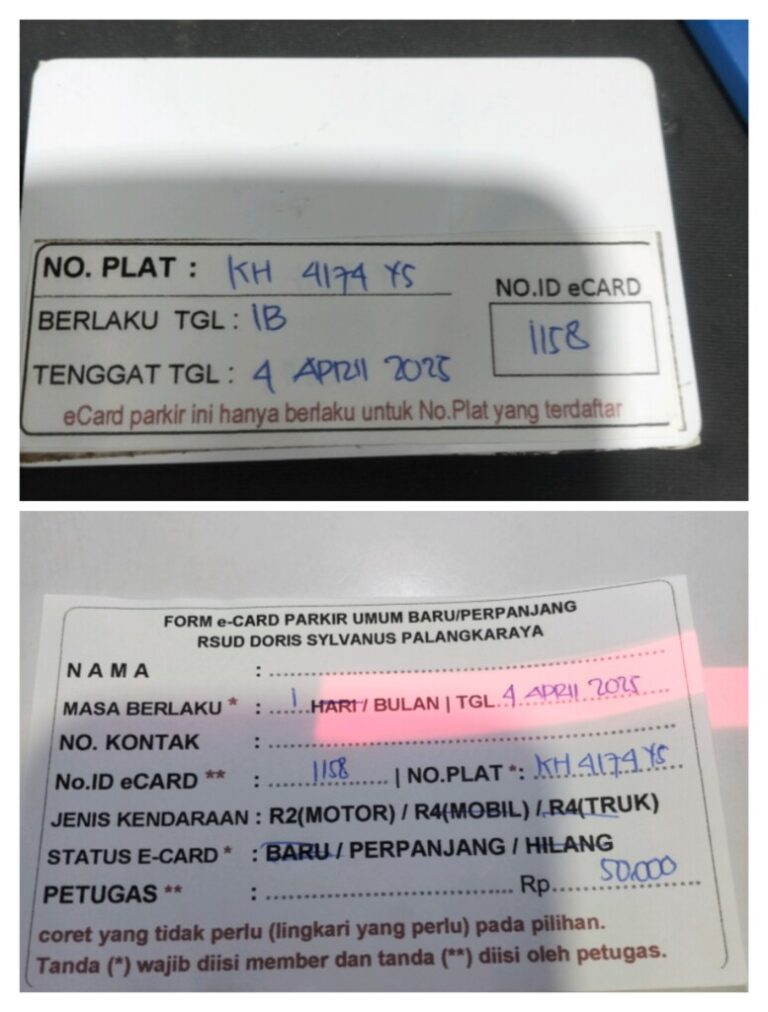 NO. PLAT : KH 4174 YS
NO.ID eCARD
BERLAKU TGL : 1B
1158
TENGGAT TGL : 4 APRIl 2025
eCard parkir ini hanya berlaku untuk No.Plat yang terdaftar
FORM e-CARD PARKIR UMUM BARU/PERPANJANG
RSUD DORIS SYLVANUS PALANGKARAYA
N A M A : ........................................
MASA BERLAKU * : ..... 1 ..HARI / BULAN | TGL. 4 APRIl 2025 .....
NO. KONTAK : ........................................
No.ID eCARD ** : ...... 1158 ...... | NO.PLAT *: KH 4174 YS ..
JENIS KENDARAAN : R2(MOTOR) / R4(MOBIL) / R4(TRUK)
STATUS E-CARD * : BARU / PERPANJANG / HILANG
PETUGAS ** : ............................ Rp..... 50.000 .....
coret yang tidak perlu (lingkari yang perlu) pada pilihan.
Tanda (*) wajib diisi member dan tanda (**) diisi oleh petugas.